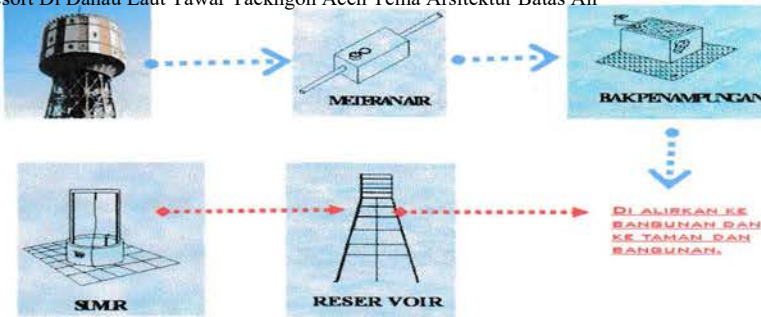 Resort Di Danau Laut Tawar Takengon Aceh Tema Arsitektur Batas Air
METERAN AIR
BAK PENAMPUNGAN
DI ALIRKAN KE
BANGUNAN DAN
KE TAMAN DAN
BANGUNAN.
SUMUR
RESER VOIR